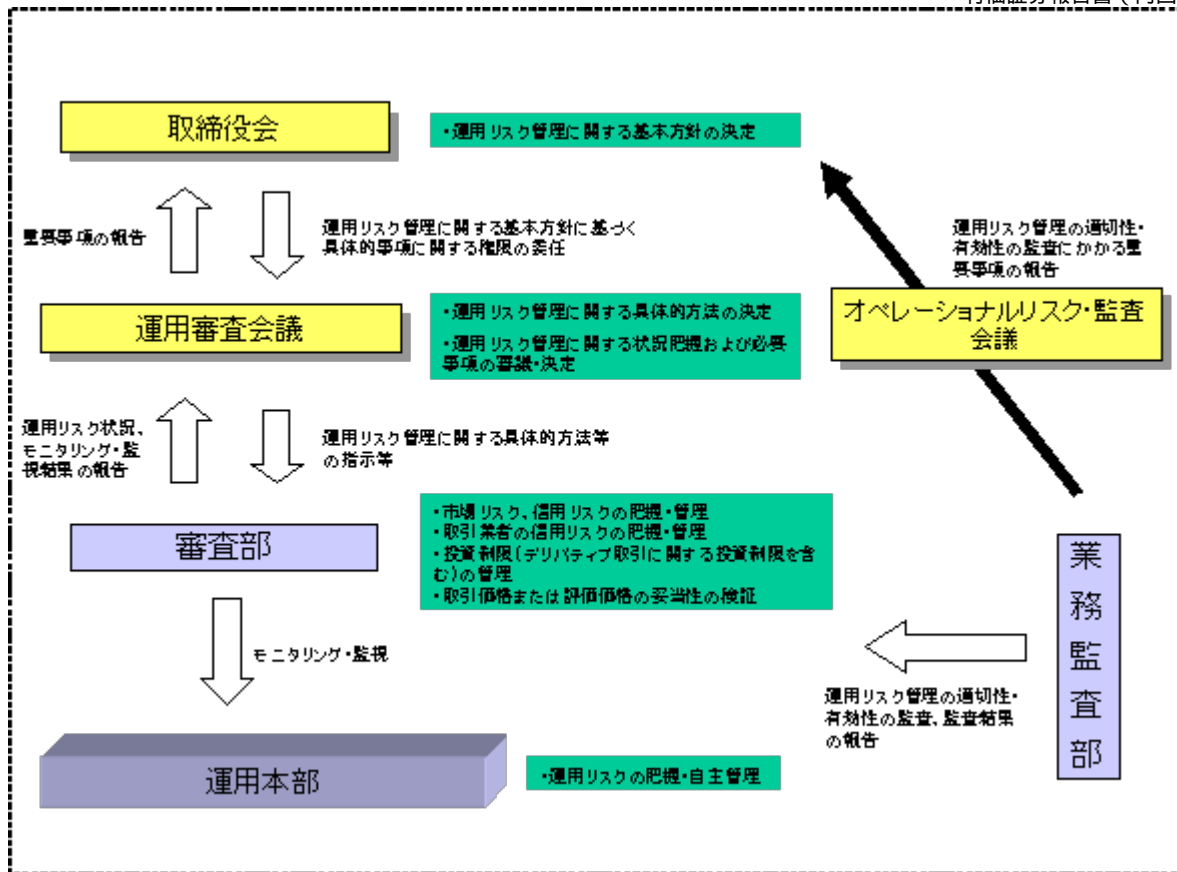 取締役会
・運用リスク管理に関する基本方針の決定
重要事項の報告
運用リスク管理に関する基本方針に基づく
具体的事項に関する権限の委任
運用リスク管理の適切性・
有効性の監査にかかる重
要事項の報告
運用審査会議
・運用リスク管理に関する具体的方法の決定
・運用リスク管理に関する状況把握および必要
事項の審議・決定
オペレーショナルリスク・監査
会議
運用リスク状況、
モニタリング・監
視結果の報告
運用リスク管理に関する具体的方法等
の指示等
審査部
・市場リスク、信用リスクの把握・管理
・取引業者の信用リスクの把握・管理
・投資制限（デリバティブ取引に関する投資制限を含
む）の管理
・取引価格または評価価格の妥当性の検証
業務監査部
モニタリング・監視
運用リスク管理の適切性・
有効性の監査、監査結果
の報告
運用本部
・運用リスクの把握・自主管理